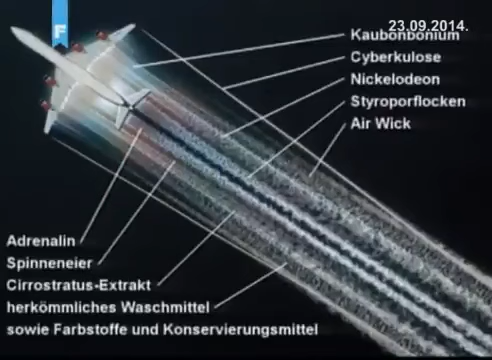 F
23.09.2014.
Kaubonbonium
Cyberkulose
Nickelodeon
Styroporflocken
Air Wick
Adrenalin
Spinneneier
Cirrostratus-Extrakt
herkömmliches Waschmittel
sowie Farbstoffe und Konservierungsmittel